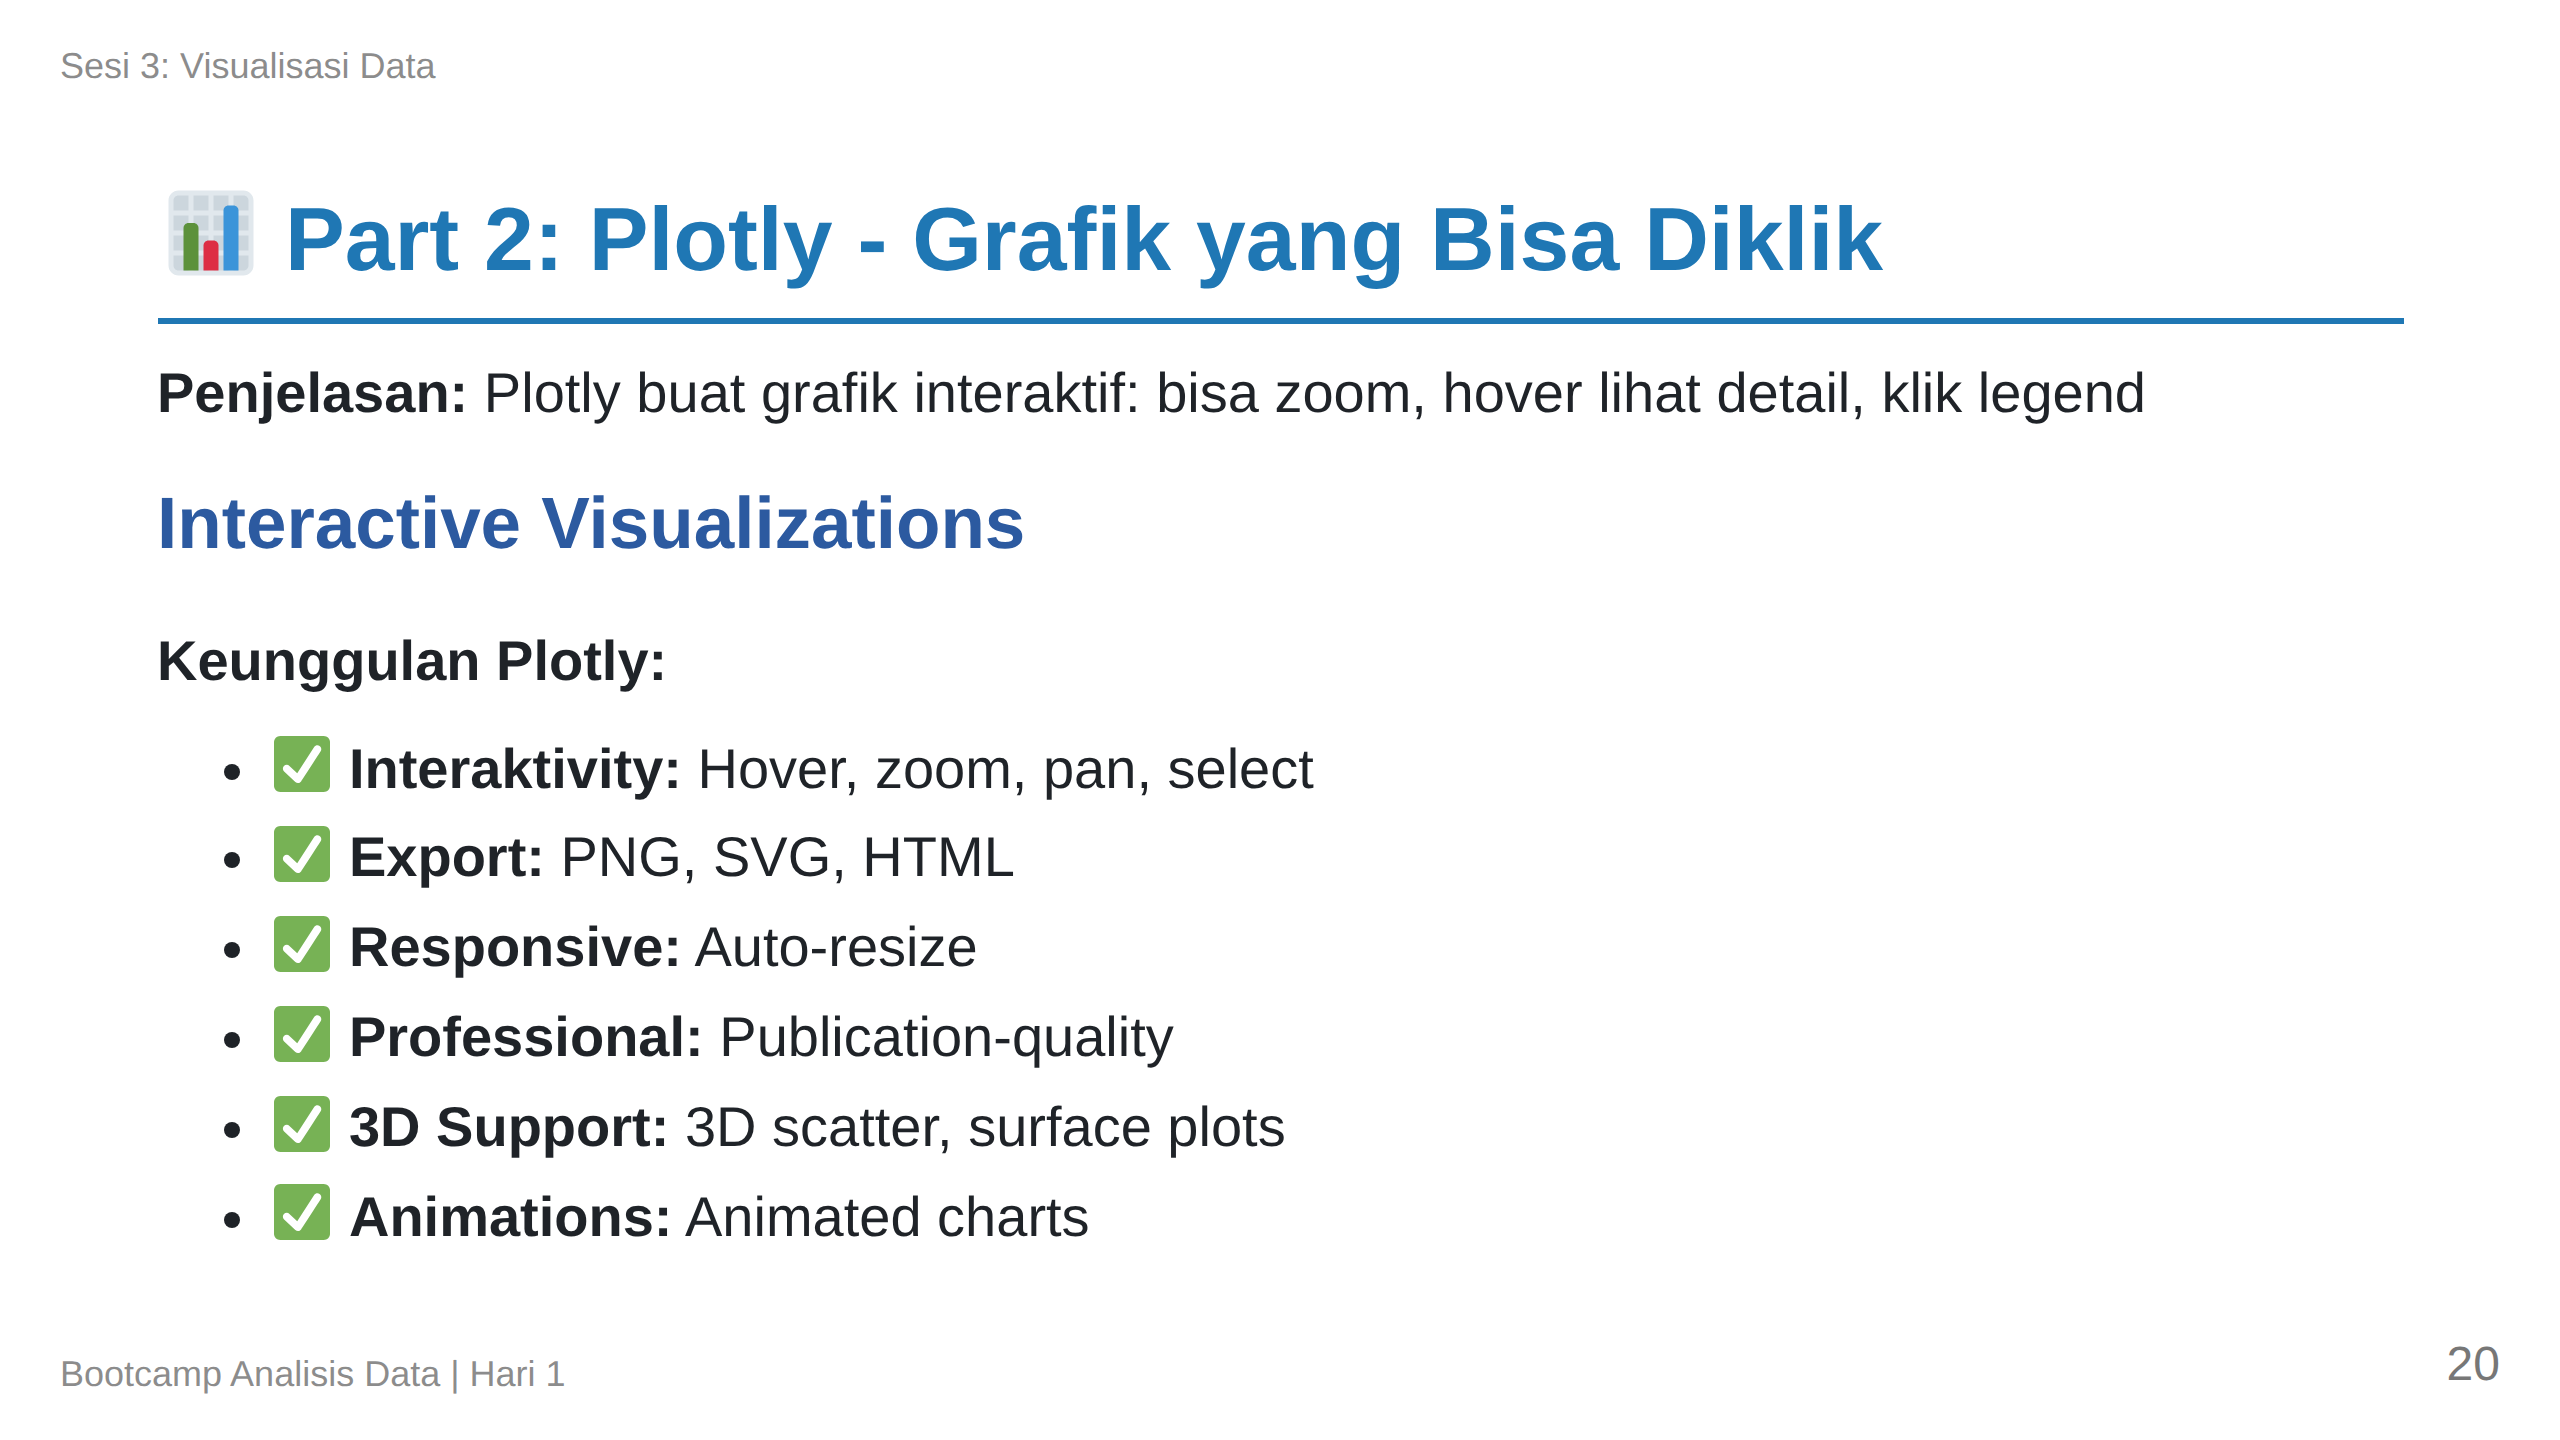 Sesi 3: Visualisasi Data
📊 Part 2: Plotly - Grafik yang Bisa Diklik
Penjelasan: Plotly buat grafik interaktif: bisa zoom, hover lihat detail, klik legend
Interactive Visualizations
Keunggulan Plotly:
• ✅ Interaktivity: Hover, zoom, pan, select
• ✅ Export: PNG, SVG, HTML
• ✅ Responsive: Auto-resize
• ✅ Professional: Publication-quality
• ✅ 3D Support: 3D scatter, surface plots
• ✅ Animations: Animated charts
Bootcamp Analisis Data | Hari 1
20